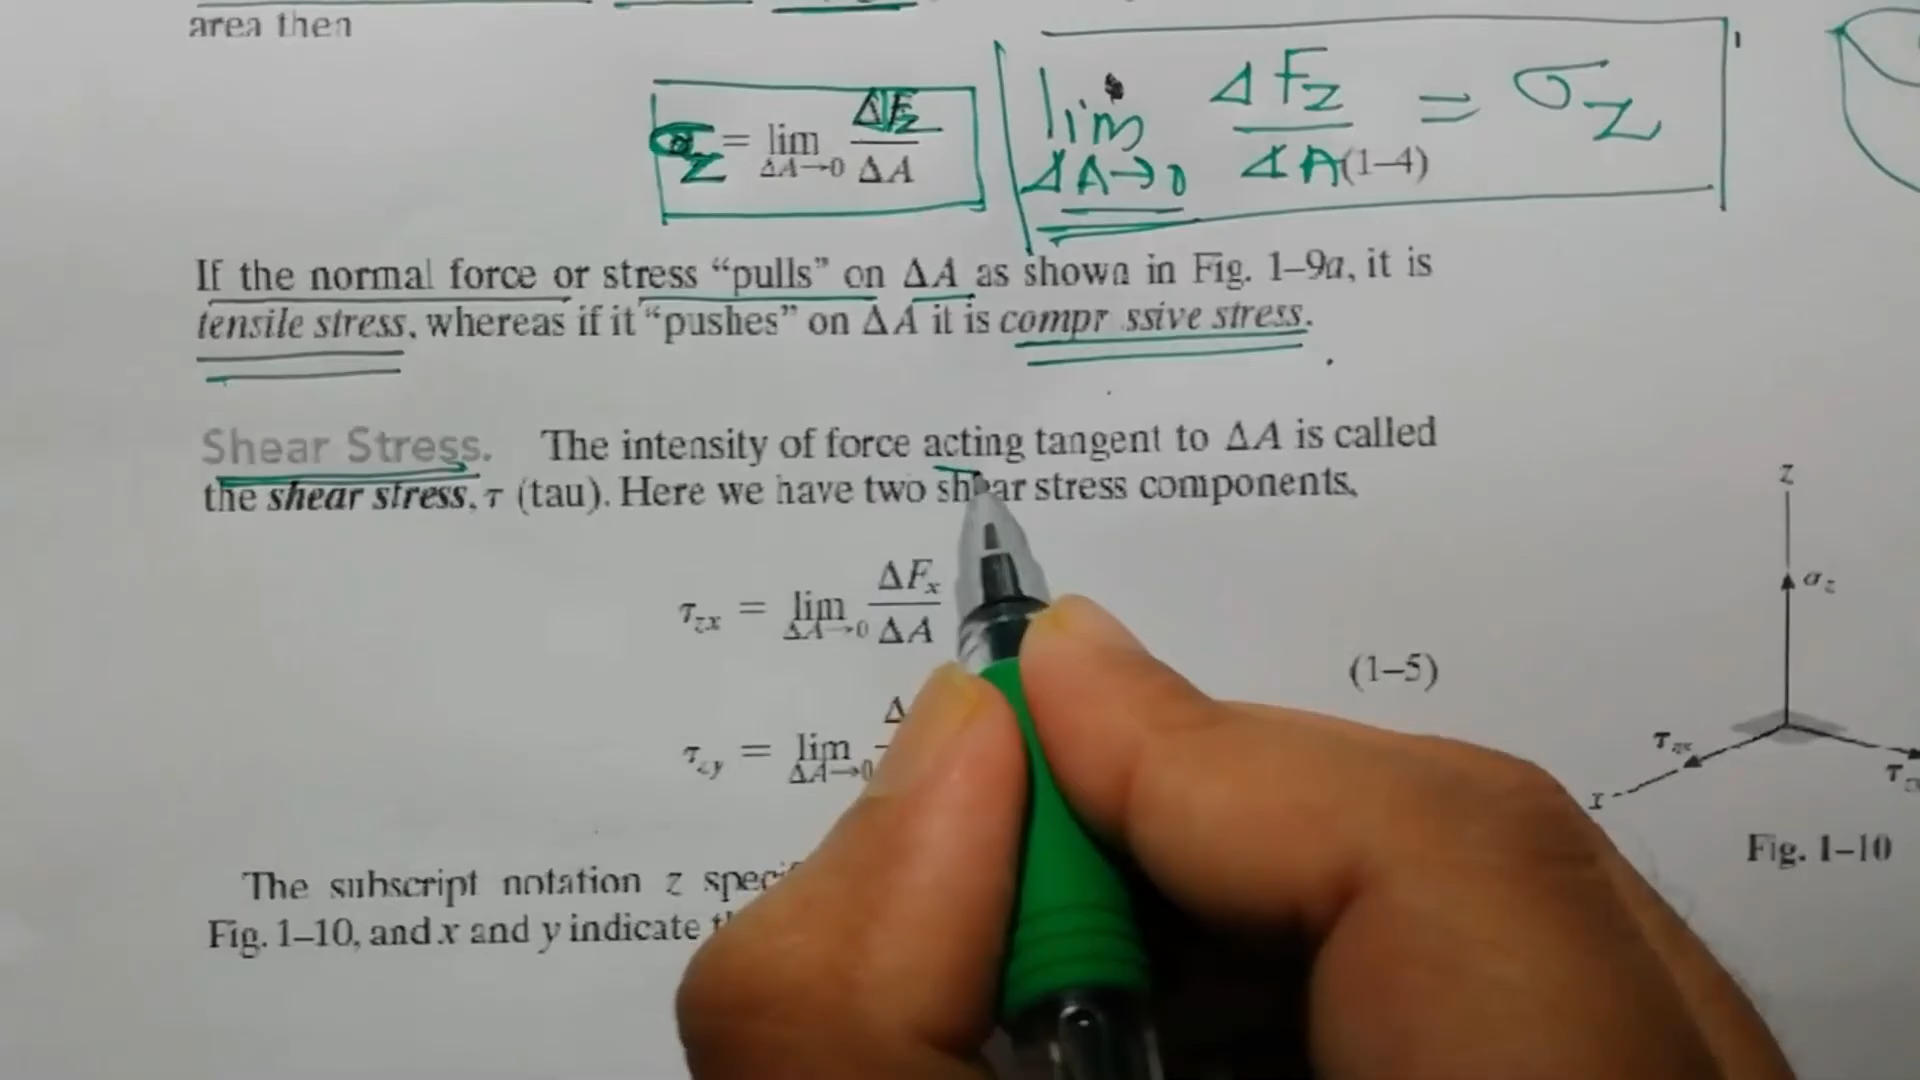 area then
σz = lim ΔA→0 ΔFz / ΔA
lim ΔA→0 ΔFz / ΔA = σz
(1–4)
If the normal force or stress “pulls” on ΔA as shown in Fig. 1–9a, it is
tensile stress, whereas if it “pushes” on ΔA it is compr ssive stress.
Shear Stress. The intensity of force acting tangent to ΔA is called
the shear stress, τ (tau). Here we have two shear stress components,
τzx = lim ΔA→0 ΔFx / ΔA
(1–5)
τzy = lim ΔA→0 Δ
z
σz
τzx
x
Fig. 1–10
The subscript notation z
Fig. 1–10, and x and y indicate